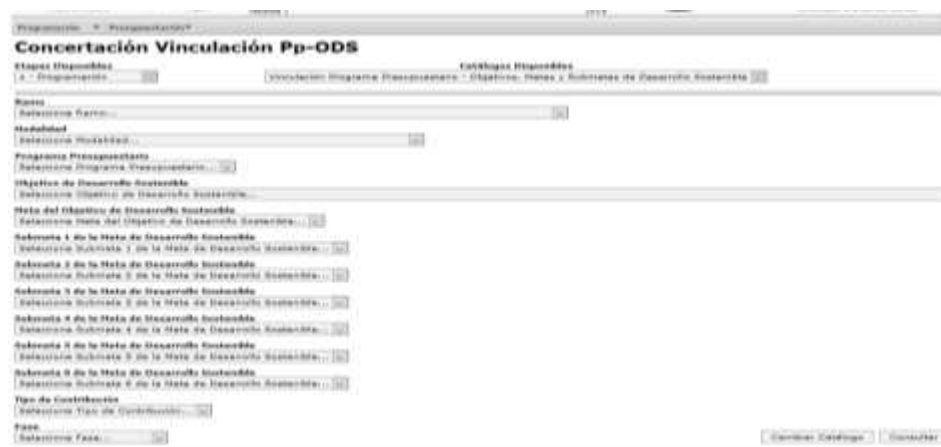 Programación Presupuestación
Concertación Vinculación Pp-ODS
Etapas Disponibles Catálogos Disponibles
- Programación Vinculación Programa Presupuestario - Objetivos, Metas y Submetas de Desarrollo Sostenible
Ramo
Seleccione Ramo...
Modalidad
Seleccione Modalidad...
Programa Presupuestario
Seleccione Programa Presupuestario...
Objetivo de Desarrollo Sostenible
Seleccione Objetivo de Desarrollo Sostenible...
Meta del Objetivo de Desarrollo Sostenible
Seleccione Meta del Objetivo de Desarrollo Sostenible...
Submeta 1 de la Meta de Desarrollo Sostenible
Seleccione Submeta 1 de la Meta de Desarrollo Sostenible...
Submeta 2 de la Meta de Desarrollo Sostenible
Seleccione Submeta 2 de la Meta de Desarrollo Sostenible...
Submeta 3 de la Meta de Desarrollo Sostenible
Seleccione Submeta 3 de la Meta de Desarrollo Sostenible...
Submeta 4 de la Meta de Desarrollo Sostenible
Seleccione Submeta 4 de la Meta de Desarrollo Sostenible...
Submeta 5 de la Meta de Desarrollo Sostenible
Seleccione Submeta 5 de la Meta de Desarrollo Sostenible...
Submeta 6 de la Meta de Desarrollo Sostenible
Seleccione Submeta 6 de la Meta de Desarrollo Sostenible...
Tipo de Contribución
Seleccione Tipo de Contribución...
Fase
Seleccione Fase... Cambiar Catálogo Consultar